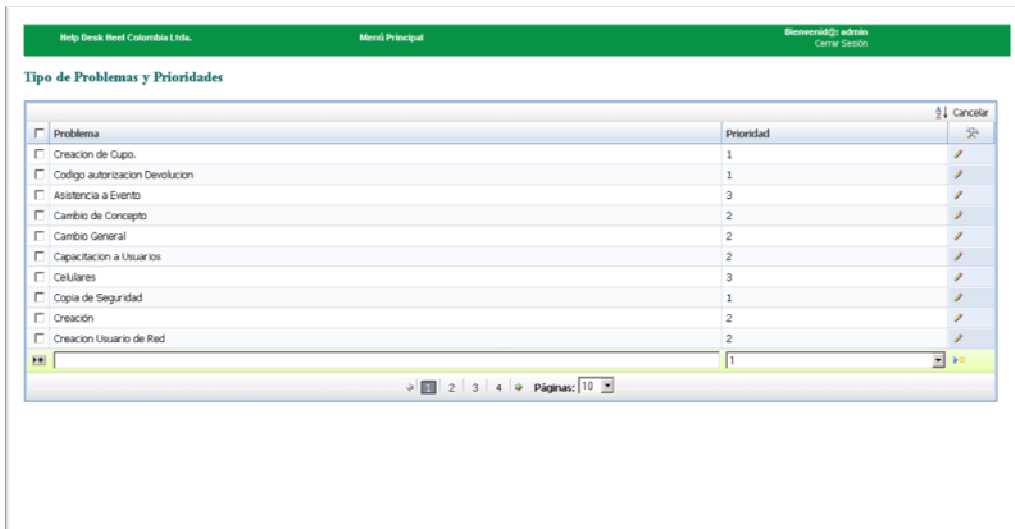 Help Desk Heel Colombia Ltda. Menú Principal Bienvenid@: admin
Cerrar Sesión
Tipo de Problemas y Prioridades
Cancelar
Problema Prioridad
Creacion de Cupo. 1
Codigo autorizacion Devolucion 1
Asistencia a Evento 3
Cambio de Concepto 2
Cambio General 2
Capacitacion a Usuarios 2
Celulares 3
Copia de Seguridad 1
Creación 2
Creacion Usuario de Red 2
1
1 2 3 4 Páginas: 10